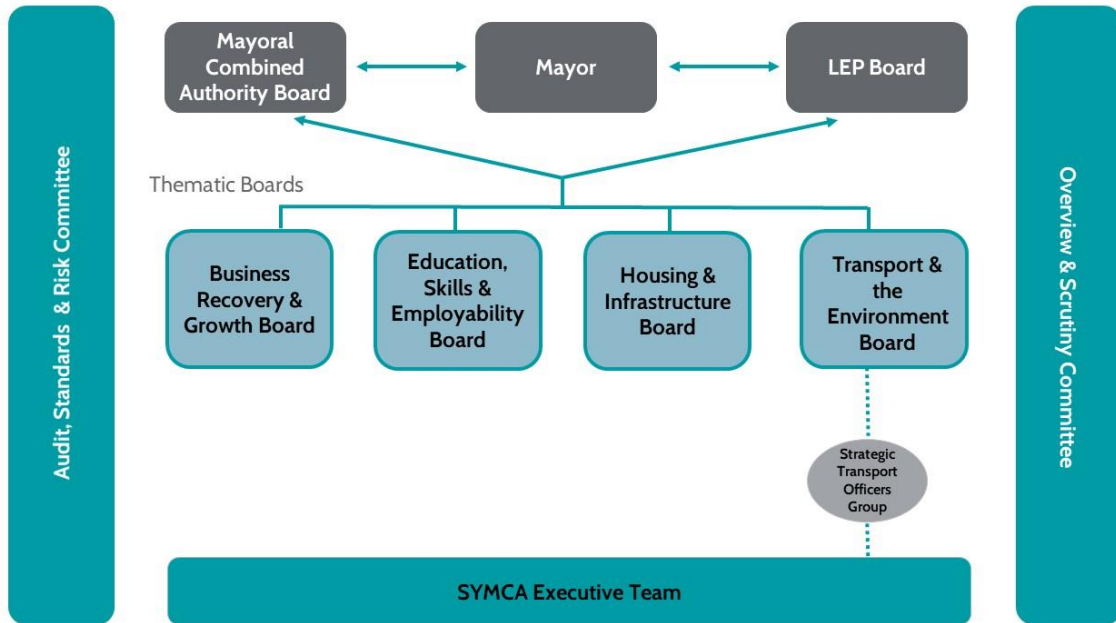 Mayoral
Combined
Authority Board
Mayor
LEP Board
Audit, Standards & Risk Committee
Overview & Scrutiny Committee
Thematic Boards
Business
Recovery &
Growth Board
Education,
Skills &
Employability
Board
Housing &
Infrastructure
Board
Transport &
the
Environment
Board
Strategic
Transport
Officers
Group
SYMCA Executive Team